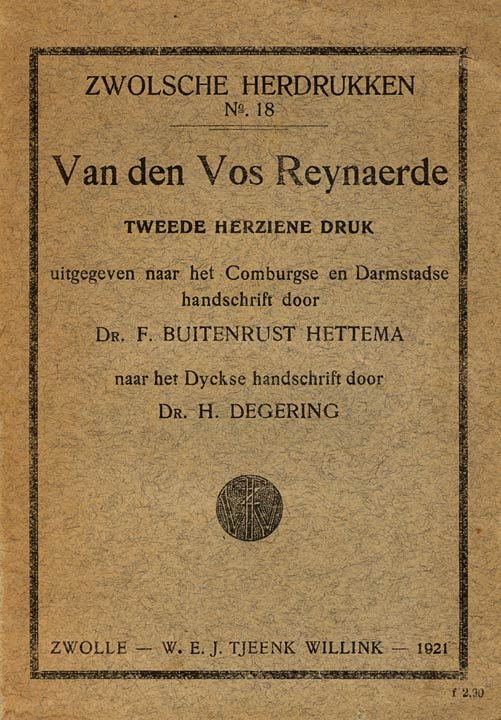 ZWOLSCHE HERDRUKKEN
Nº. 18
Van den Vos Reynaerde
TWEEDE HERZIENE DRUK
uitgegeven naar het Comburgse en Darmstadse
handschrift door
DR. F. BUITENRUST HETTEMA
naar het Dyckse handschrift door
DR. H. DEGERING
ZWOLLE — W. E. J. TJEENK WILLINK — 1921
f 2.90